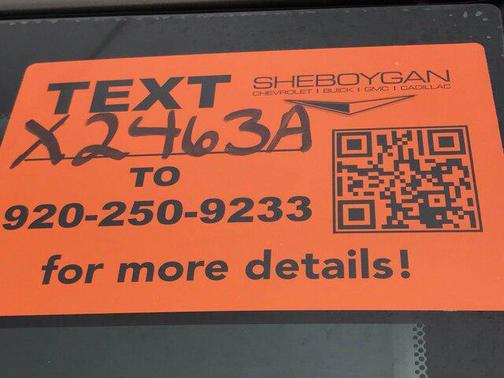 TEXT
SHEBOYGAN
CHEVROLET | BUICK | GMC | CADILLAC
X2463A
TO
920-250-9233
for more details!